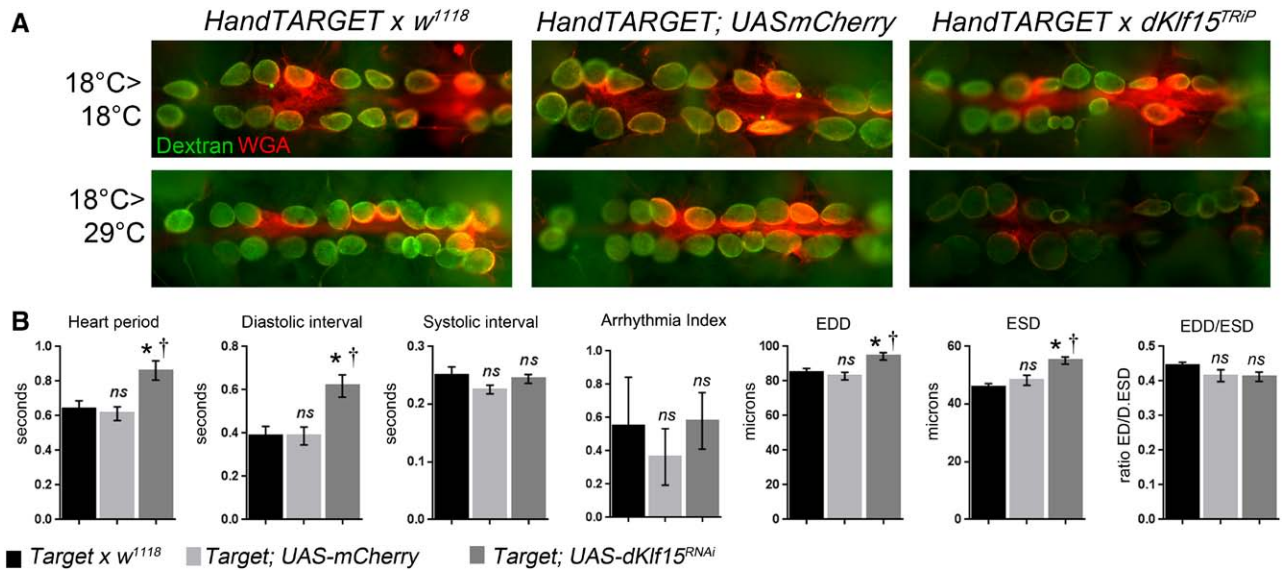 A
HandTARGET x w1118
HandTARGET; UASmCherry
HandTARGET x dKlf15TRiP
18°C>
18°C
Dextran WGA
18°C>
29°C
B
Heart period
seconds
1.0
0.8
0.6
0.4
0.2
0.0
ns
* †
Diastolic interval
seconds
0.8
0.6
0.4
0.2
0.0
ns
* †
Systolic interval
seconds
0.3
0.2
0.1
0.0
ns
ns
Arrhythmia Index
1.0
0.8
0.6
0.4
0.2
0.0
ns
ns
EDD
microns
100
80
60
40
20
0
ns
* †
ESD
microns
60
40
20
0
ns
* †
EDD/ESD
ratio ED/D.ESD
0.5
0.4
0.3
0.2
0.1
0.0
ns
ns
Target x w1118
Target; UAS-mCherry
Target; UAS-dKlf15RNAi